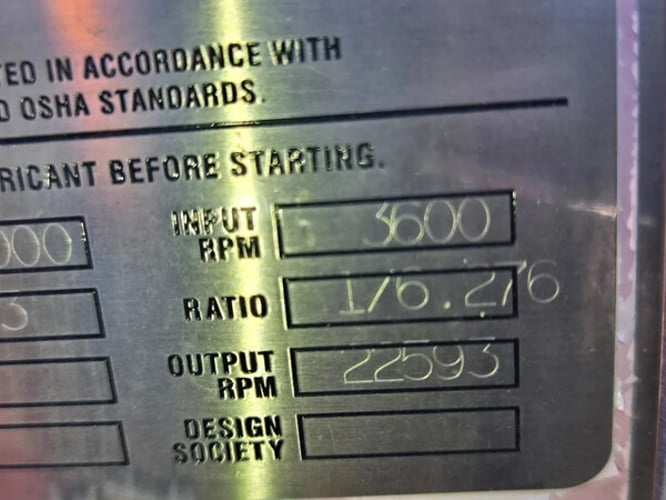 TED IN ACCORDANCE WITH
D OSHA STANDARDS.
RICANT BEFORE STARTING.
000 INPUT RPM 3600
3 RATIO 1/6.276
OUTPUT RPM 22593
DESIGN SOCIETY